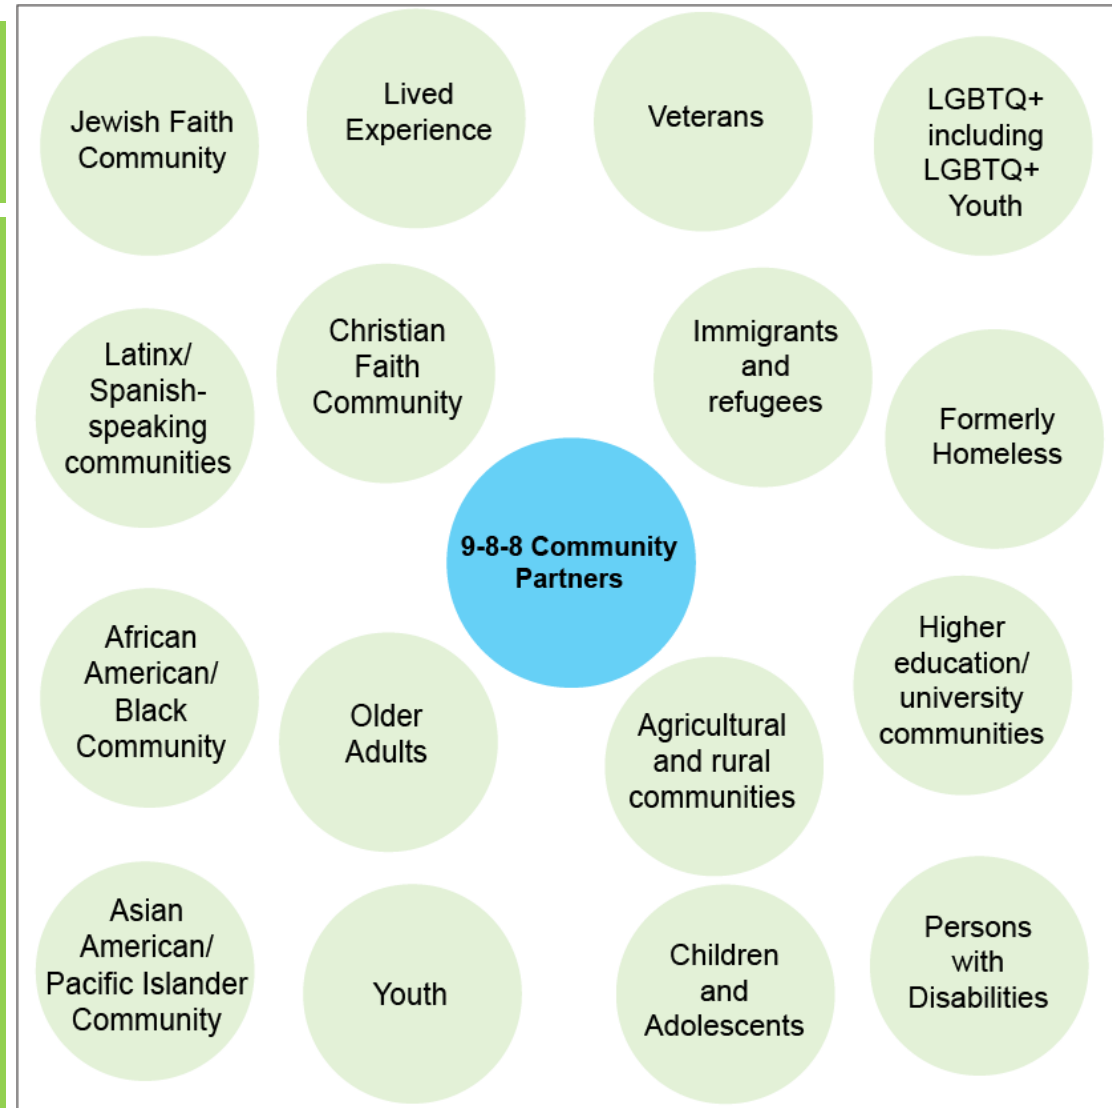 Jewish Faith
Community
Lived
Experience
Veterans
LGBTQ+
including
LGBTQ+
Youth
Latinx/
Spanish-
speaking
communities
Christian
Faith
Community
Immigrants
and
refugees
Formerly
Homeless
9-8-8 Community
Partners
African
American/
Black
Community
Older
Adults
Agricultural
and rural
communities
Higher
education/
university
communities
Asian
American/
Pacific Islander
Community
Youth
Children
and
Adolescents
Persons
with
Disabilities